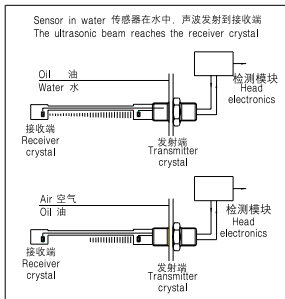 Sensor in water 传感器在水中，声波发射到接收端
The ultrasonic beam reaches the receiver crystal
Oil 油
Water 水
检测模块
Head
electronics
接收端
Receiver
crystal
发射端
Transmitter
crystal
Air 空气
Oil 油
检测模块
Head
electronics
接收端
Receiver
crystal
发射端
Transmitter
crystal